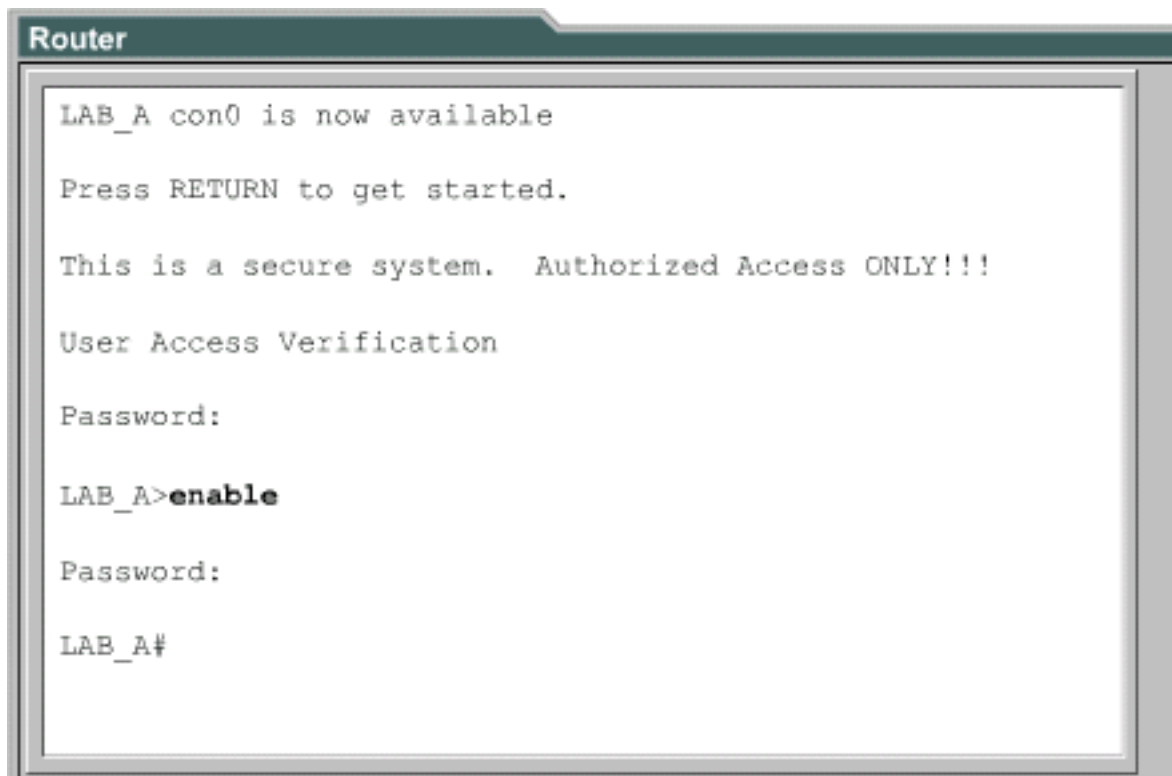 Router
LAB_A con0 is now available
Press RETURN to get started.
This is a secure system.  Authorized Access ONLY!!!
User Access Verification
Password:
LAB_A>enable
Password:
LAB_A#